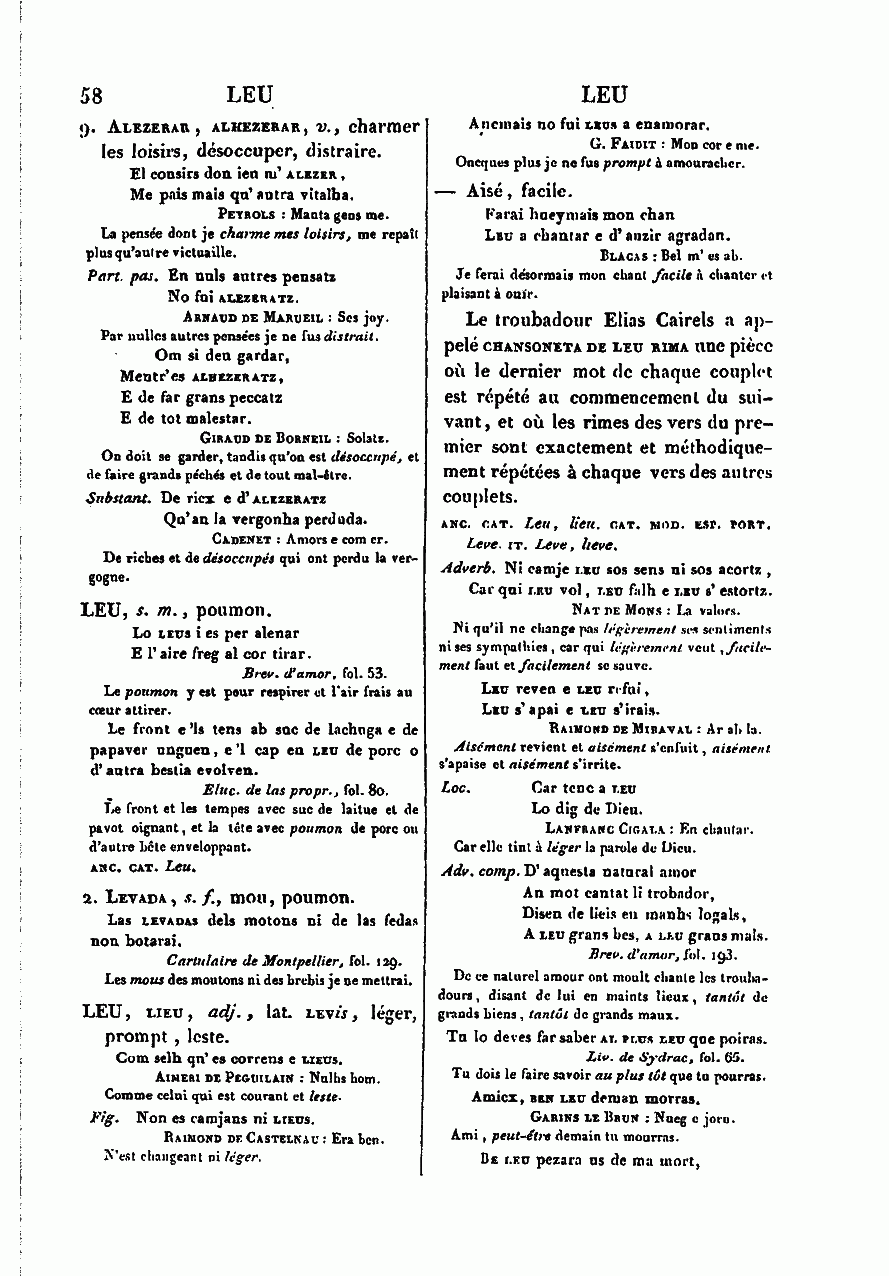 58 LEU LEU
9. Alezerar, alhezerar, v., charmer
les loisirs, désoccuper, distraire.
El consirs don ien m' alezer,
Me pais mais qu' autra vitalha.
Peyrols : Manta gens me.
La pensée dont je charme mes loisirs, me repaît
plus qu'autre victuaille.
Part. pas. En nuls autres pensatz
No fui alezeratz.
Arnaud de Marueil : Ses joy.
Par nulles autres pensées je ne fus distrait.
Om si deu gardar,
Mentr'es alhezeratz,
E de far grans peccatz
E de tot malestar.
Giraud de Borneil : Solatz.
On doit se garder, tandis qu'on est désoccupé, et
de faire grands péchés et de tout mal-être.
Substant. De ricx e d'alezeratz
Qu'an la vergonha perduda.
Cadenet : Amors e com er.
De riches et de désoccupés qui ont perdu la ver-
gogne.
LEU, s. m., poumon.
Lo leus i es per alenar
E l'aire freg al cor tirar.
Brev. d'amor, fol. 53.
Le poumon y est pour respirer et l'air frais au
cœur attirer.
Le front e 'ls tens ab suc de lachuga e de
papaver unguen, e 'l cap en leu de porc o
d'autra bestia evolven.
Eluc. de las propr., fol. 80.
Le front et les tempes avec suc de laitue et de
pavot oignant, et la tête avec poumon de porc ou
d'autre bête enveloppant.
anc. cat. Leu.
2. Levada, s. f., mou, poumon.
Las levadas dels motons ni de las fedas
non botarai.
Cartulaire de Montpellier, fol. 129.
Les mous des moutons ni des brebis je ne mettrai.
LEU, lieu, adj., lat. levis, léger,
prompt, leste.
Com selh qu'es correns e lieus.
Aimeri de Peguilain : Nulhs hom.
Comme celui qui est courant et leste.
Fig. Non es camjans ni lieus.
Raimond de Castelnau : Era ben.
N'est changeant ni léger.
Ancmais no fui leus a enamorar.
G. Faidit : Mon cor e me.
Oncques plus je ne fus prompt à amouracher.
— Aisé, facile.
Farai hueymais mon chan
Leu a chantar e d'auzir agradan.
Blacas : Bel m' es ab.
Je ferai désormais mon chant facile à chanter et
plaisant à ouïr.
Le troubadour Elias Cairels a ap-
pelé chansoneta de leu rima une pièce
où le dernier mot de chaque couplet
est répété au commencement du sui-
vant, et où les rimes des vers du pre-
mier sont exactement et méthodique-
ment répétées à chaque vers des autres
couplets.
anc. cat. Leu, lieu. cat. mod. esp. port.
Leve. it. Leve, lieve.
Adverb. Ni camje leu sos sens ni sos acortz,
Car qui leu vol, leu falh e leu s' estortz.
Nat de Mons : La valors.
Ni qu'il ne change pas légèrement ses sentiments
ni ses sympathies, car qui légèrement veut, facile-
ment faut et facilement se sauve.
Leu reven e leu refui,
Leu s'apai e leu s'irais.
Raimond de Miraval : Ar ab la.
Aisément revient et aisément s'enfuit, aisément
s'apaise et aisément s'irrite.
Loc. Car tenc a leu
Lo dig de Dieu.
Lanfranc Cigala : En chantar.
Car elle tint à léger la parole de Dieu.
Adv. comp. D'aquesta natural amor
An mot cantat li trobador,
Disen de lieis en manhs logals,
A leu grans bes, a leu grans mals.
Brev. d'amor, fol. 193.
De ce naturel amour ont moult chanté les trouba-
dours, disant de lui en maints lieux, tantôt de
grands biens, tantôt de grands maux.
Tu lo deves far saber al plus leu que poiras.
Liv. de Sydrac, fol. 65.
Tu dois le faire savoir au plus tôt que tu pourras.
Amicx, ben leu deman morras.
Garins le Brun : Nueg e jorn.
Ami, peut-être demain tu mourras.
De leu pezara us de ma mort,